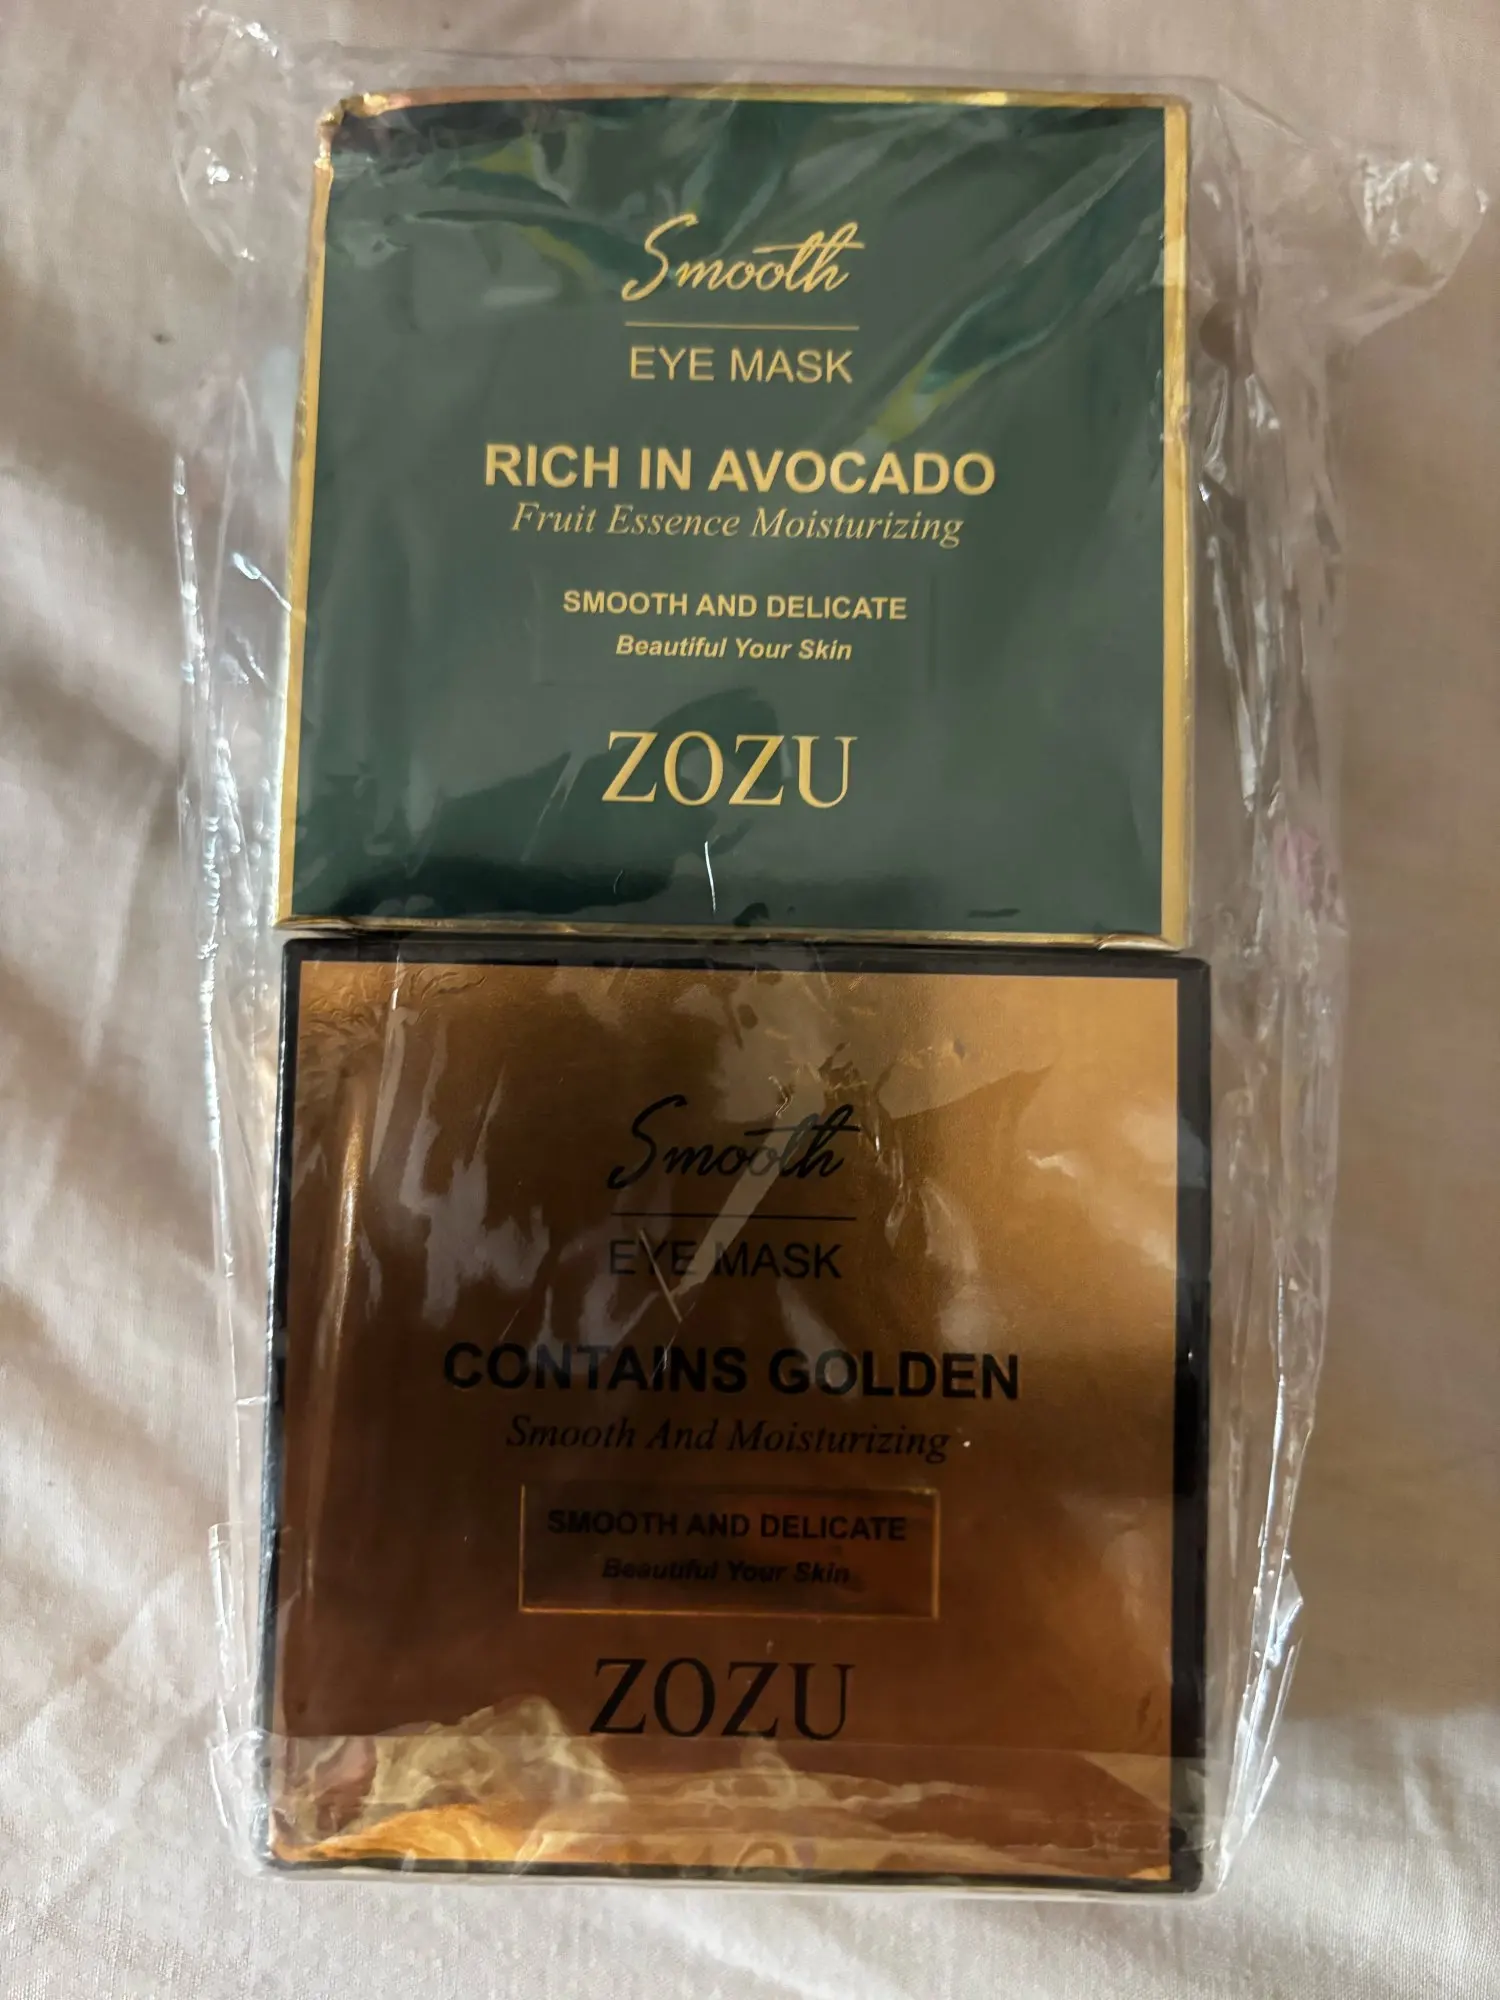 Smooth
EYE MASK
RICH IN AVOCADO
Fruit Essence Moisturizing
SMOOTH AND DELICATE
Beautiful Your Skin
ZOZU
Smooth
EYE MASK
CONTAINS GOLDEN
Smooth And Moisturizing
SMOOTH AND DELICATE
Beautiful Your Skin
ZOZU